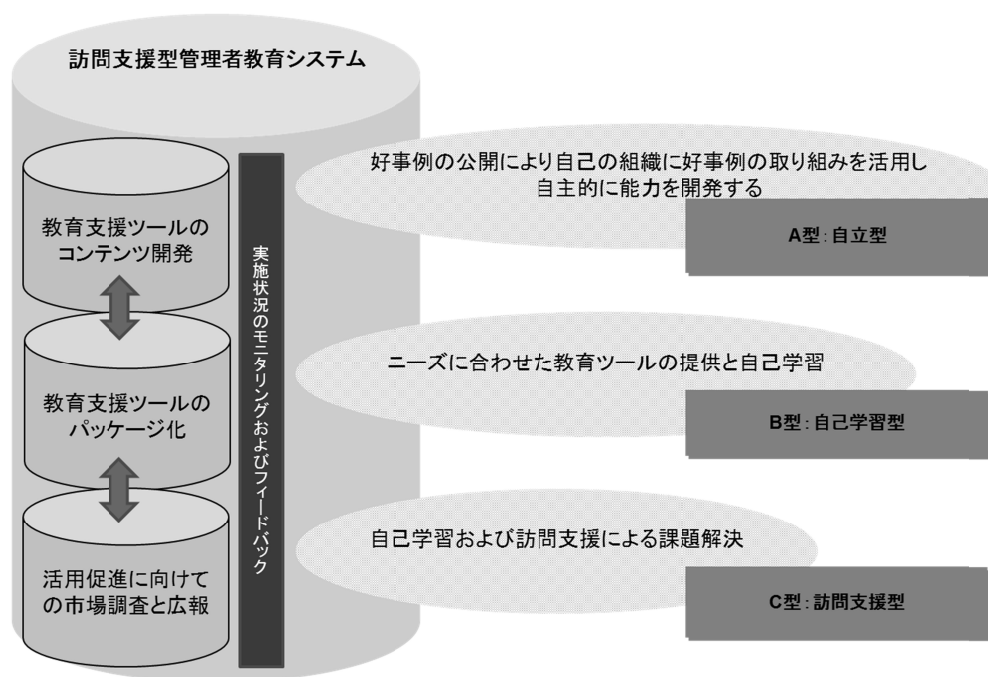 訪問支援型管理者教育システム
教育支援ツールの
コンテンツ開発
教育支援ツールの
パッケージ化
活用促進に向けて
の市場調査と広報
実施状況のモニタリングおよびフィードバック
好事例の公開により自己の組織に好事例の取り組みを活用し
自主的に能力を開発する
A型：自立型
ニーズに合わせた教育ツールの提供と自己学習
B型：自己学習型
自己学習および訪問支援による課題解決
C型：訪問支援型